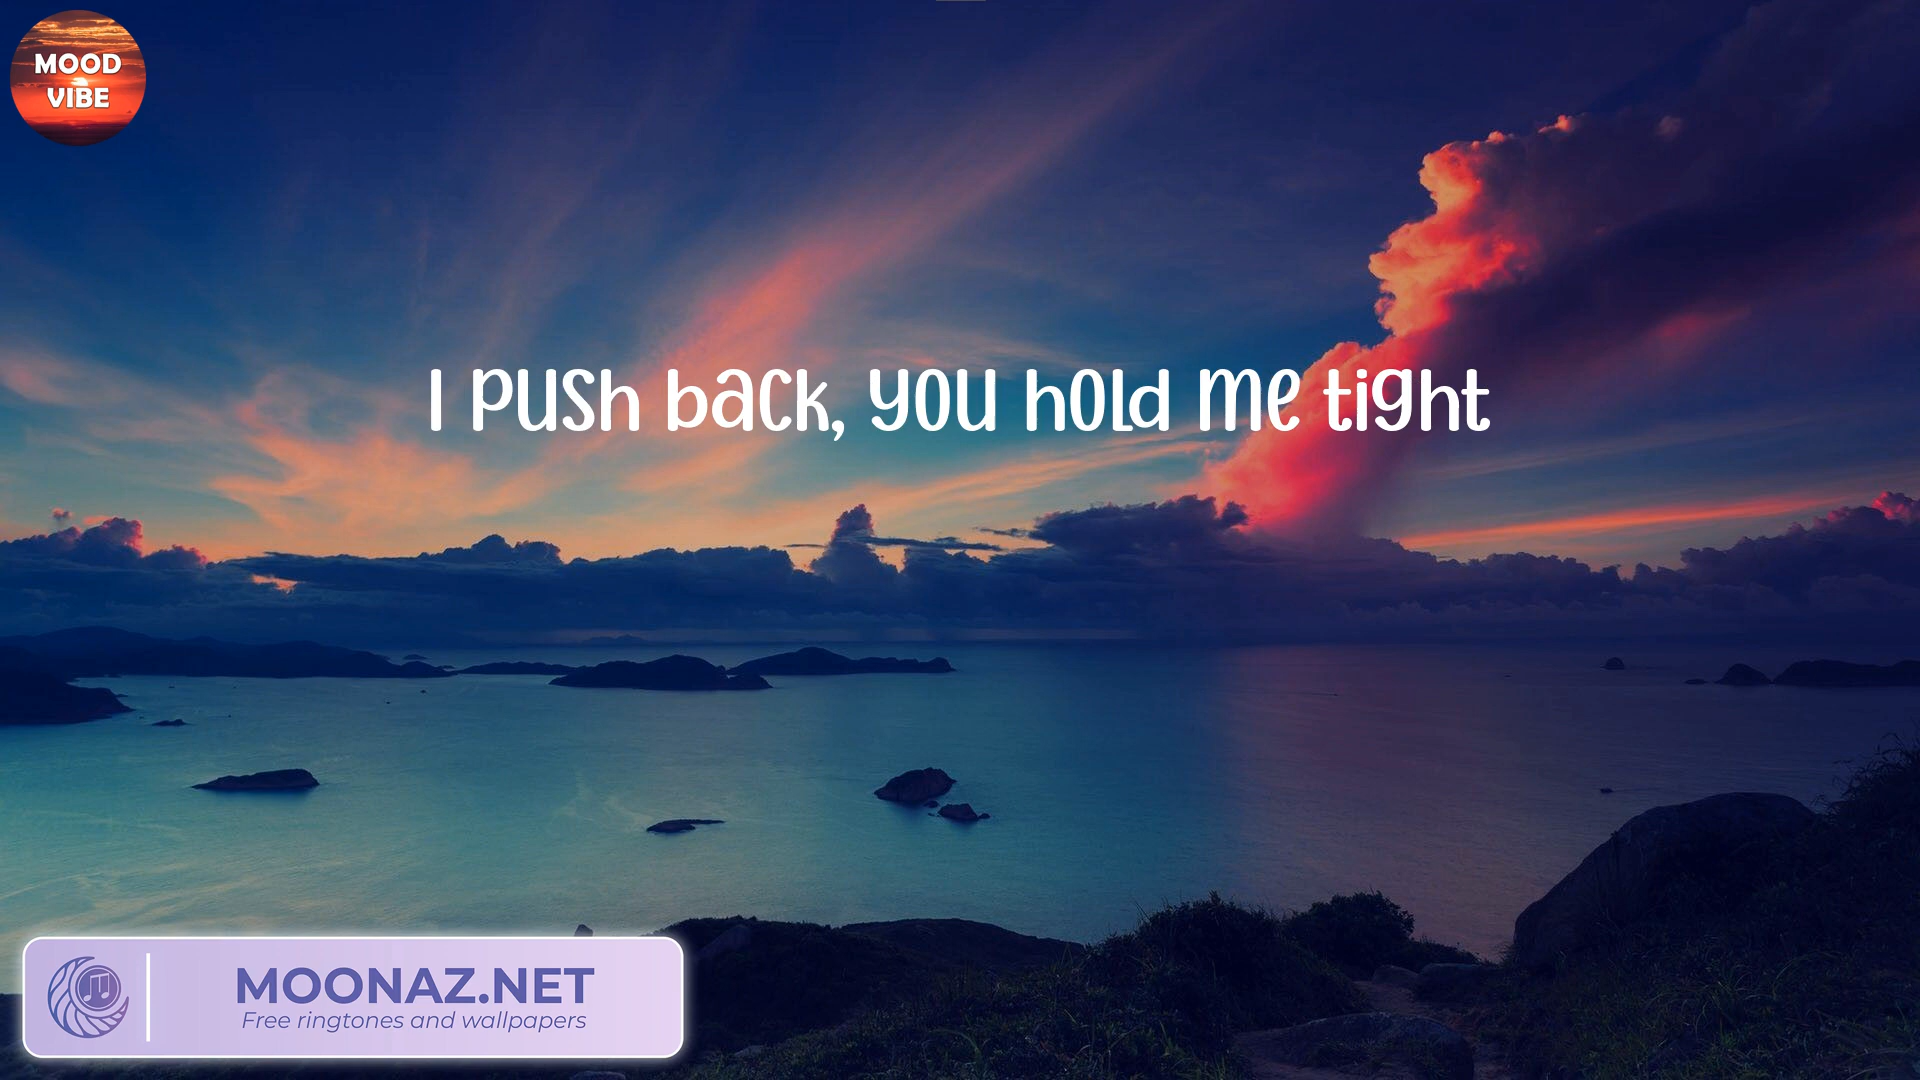 MOOD
VIBE
I push back, you hold me tight
MOONAZ.NET
Free ringtones and wallpapers